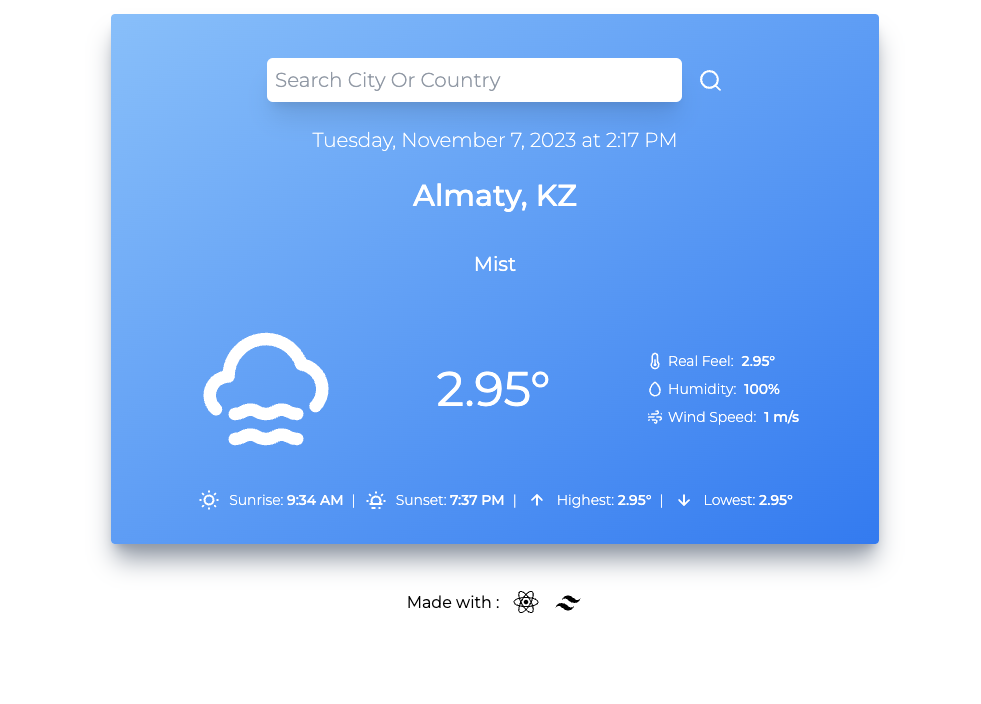 Search City Or Country
Tuesday, November 7, 2023 at 2:17 PM
Almaty, KZ
Mist
2.95°
Real Feel: 2.95°
Humidity: 100%
Wind Speed: 1 m/s
Sunrise: 9:34 AM | Sunset: 7:37 PM | Highest: 2.95° | Lowest: 2.95°
Made with :